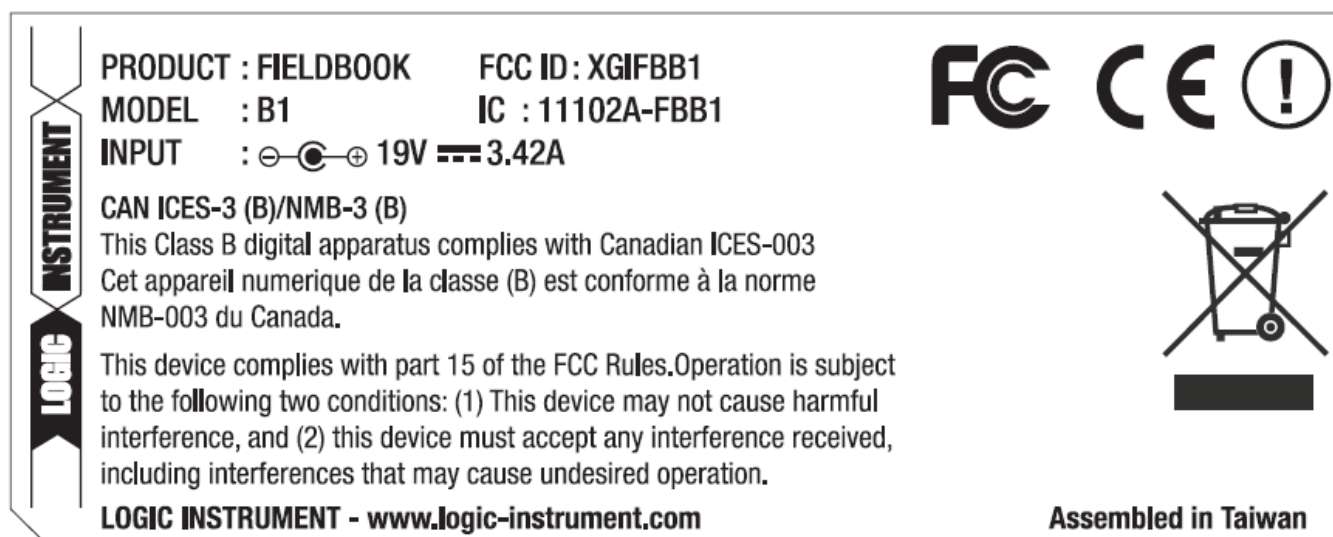 LOGIC INSTRUMENT
PRODUCT : FIELDBOOK FCC ID : XGIFBB1
MODEL : B1 IC : 11102A-FBB1
INPUT : 19V 3.42A
FC CE !
CAN ICES-3 (B)/NMB-3 (B)
This Class B digital apparatus complies with Canadian ICES-003
Cet appareil numerique de la classe (B) est conforme à la norme
NMB-003 du Canada.
This device complies with part 15 of the FCC Rules.Operation is subject
to the following two conditions: (1) This device may not cause harmful
interference, and (2) this device must accept any interference received,
including interferences that may cause undesired operation.
LOGIC INSTRUMENT - www.logic-instrument.com
Assembled in Taiwan